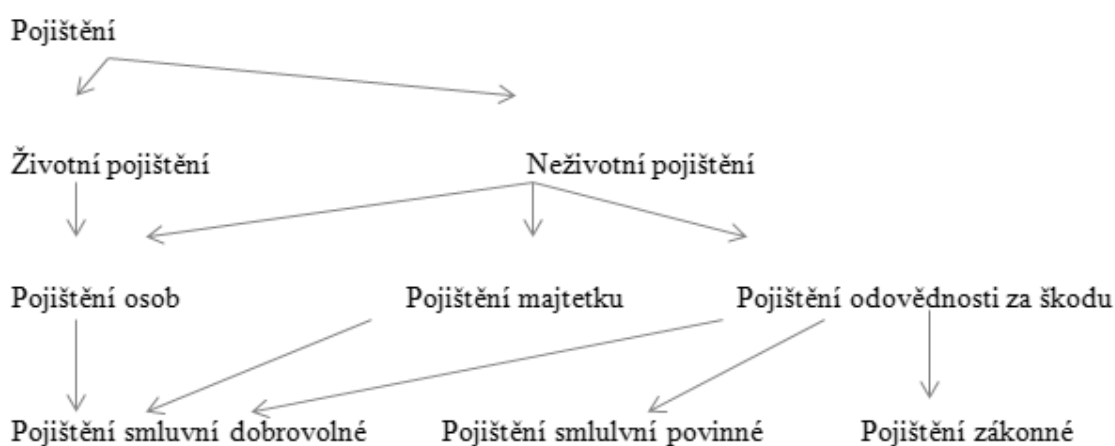 Pojištění
Životní pojištění Neživotní pojištění
Pojištění osob Pojištění majtetku Pojištění odovědnosti za škodu
Pojištění smluvní dobrovolné Pojištění smlulvní povinné Pojištění zákonné